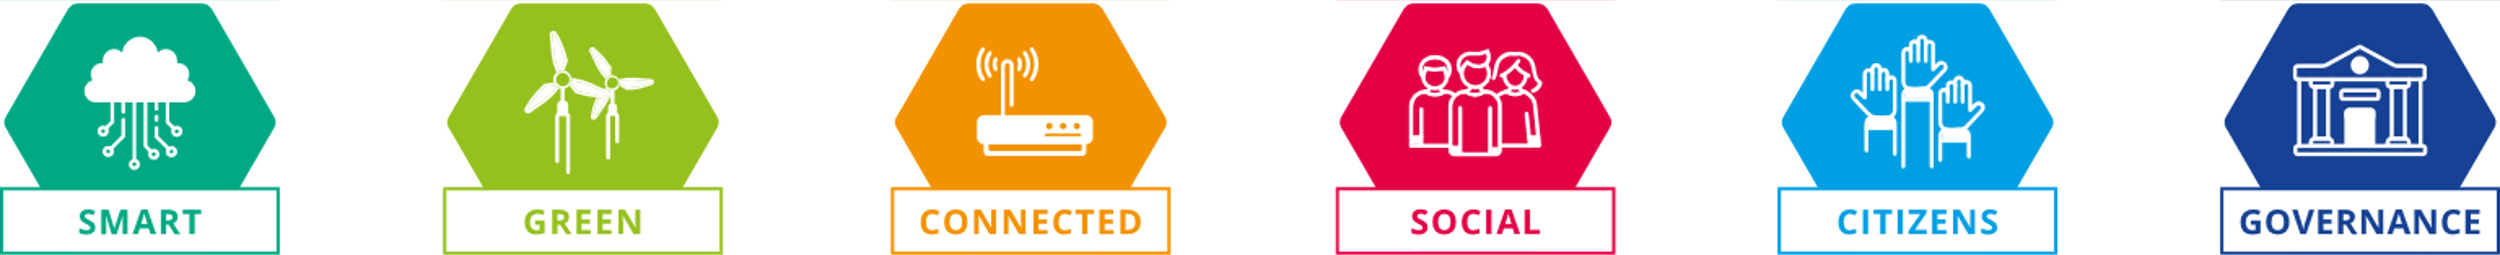 SMART
GREEN
CONNECTED
SOCIAL
CITIZENS
GOVERNANCE